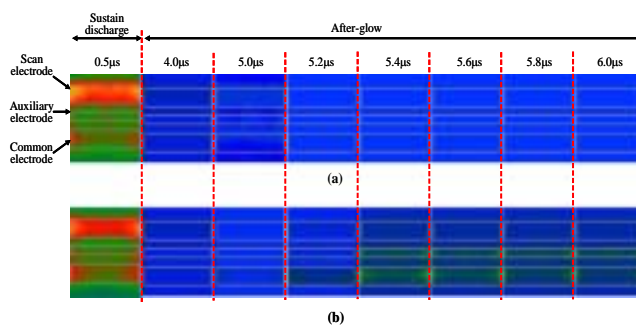 Sustain
discharge
After-glow
Scan
electrode
0.5μs
4.0μs
5.0μs
5.2μs
5.4μs
5.6μs
5.8μs
6.0μs
Auxiliary
electrode
Common
electrode
(a)
(b)